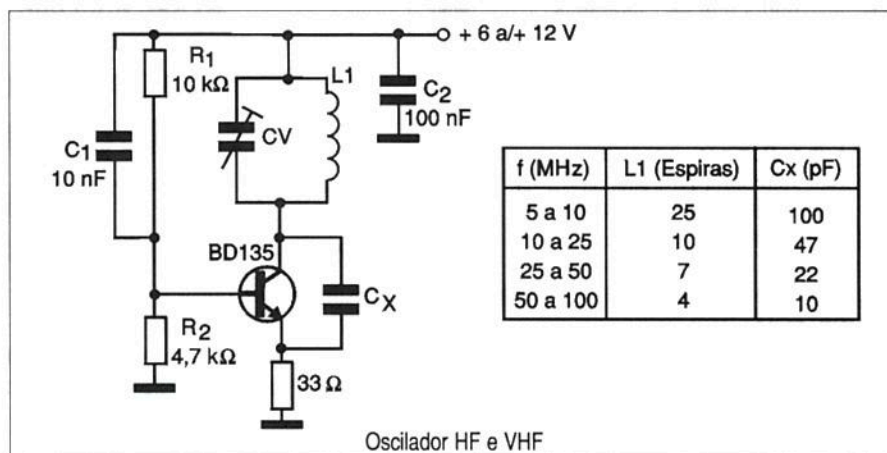 + 6 a/+ 12 V
R1
10 kΩ
L1
C2
100 nF
CV
C1
10 nF
BD135
CX
R2
4,7 kΩ
33 Ω
f (MHz) L1 (Espiras) Cx (pF)
5 a 10 25 100
10 a 25 10 47
25 a 50 7 22
50 a 100 4 10
Oscilador HF e VHF